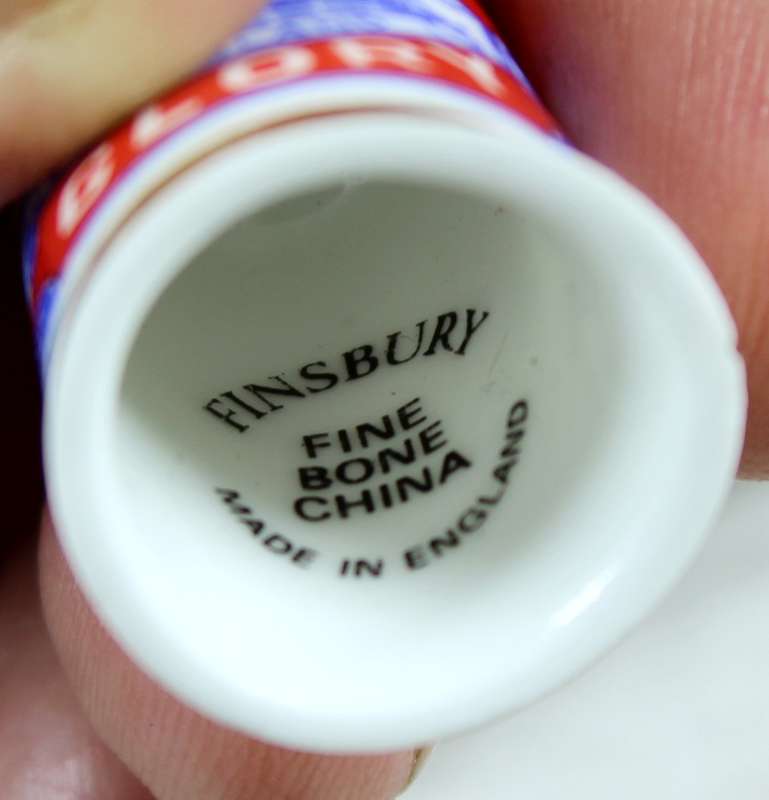 GLORY
FINSBURY
FINE
BONE
CHINA
MADE IN ENGLAND